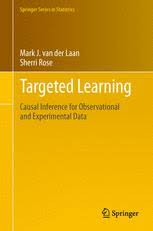 Springer Series in Statistics
Mark J. van der Laan
Sherri Rose
Targeted Learning
Causal Inference for Observational
and Experimental Data
Springer